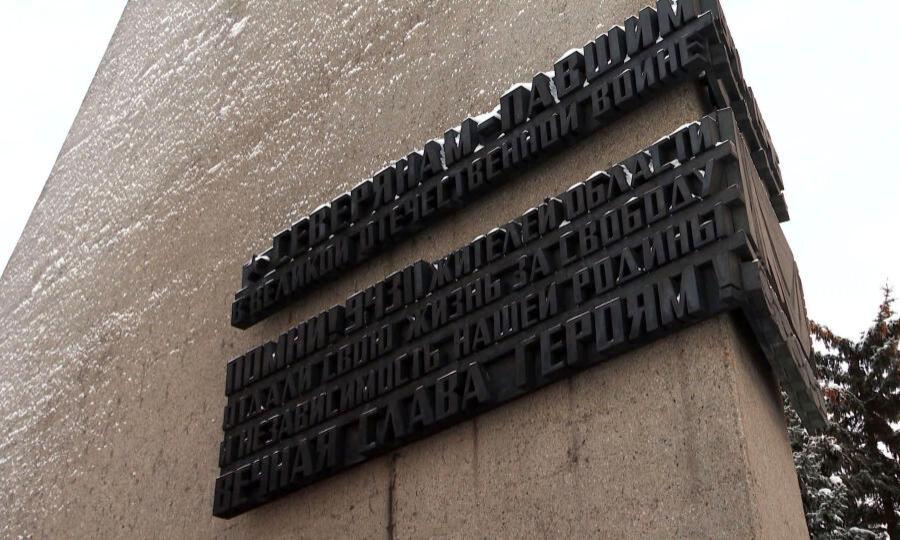 СЕВЕРЯНАМ-ПАВШИМ
В ВЕЛИКОЙ ОТЕЧЕСТВЕННОЙ ВОЙНЕ
ПОМНИ! ЖИТЕЛЕЙ ОБЛАСТИ
ОТДАЛИ СВОЮ ЖИЗНЬ ЗА СВОБОДУ
И НЕЗАВИСИМОСТЬ НАШЕЙ РОДИНЫ
ВЕЧНАЯ СЛАВА ГЕРОЯМ!